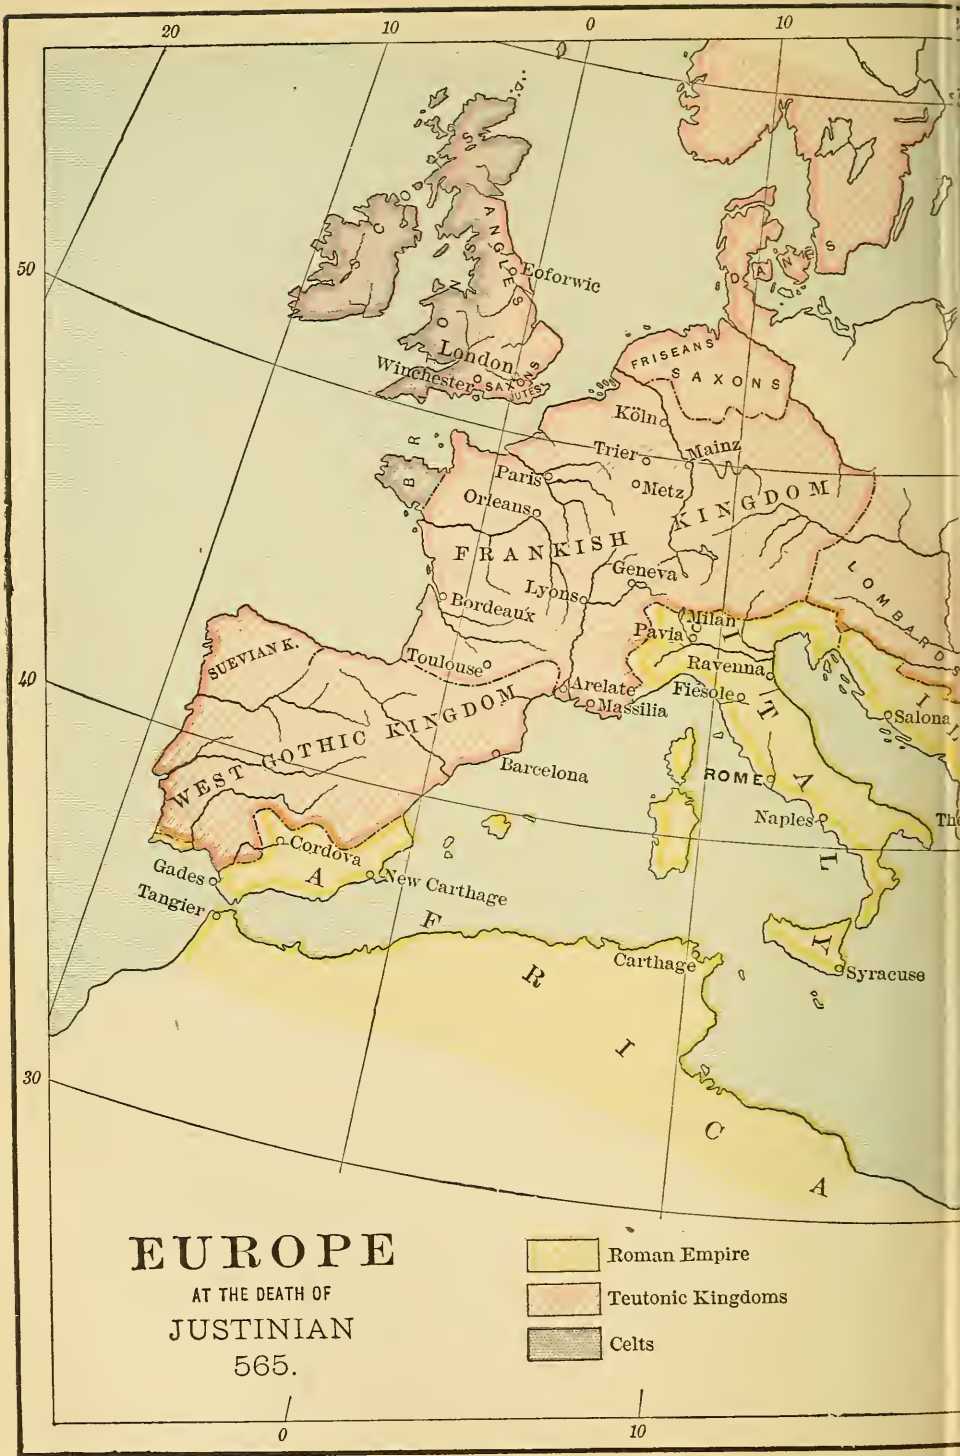 20
10
0
10
50
40
30
SCOTS
ANGLES
Eoforwic
BRITONS
London
Winchester
SAXONS
JUTES
DANES
FRISEANS
SAXONS
Köln
Trier
Mainz
Paris
Metz
Orleans
FRANKISH KINGDOM
Geneva
Lyons
Bordeaux
LOMBARDS
Milan
Pavia
Toulouse
Ravenna
SUEVIAN K.
Arelate
Fiesole
Massilia
Salona
WEST GOTHIC KINGDOM
ITALY
Barcelona
ROME
Naples
Cordova
Gades
New Carthage
Tangier
AFRICA
Carthage
Syracuse
EUROPE
AT THE DEATH OF
JUSTINIAN
565.
Roman Empire
Teutonic Kingdoms
Celts
0
10